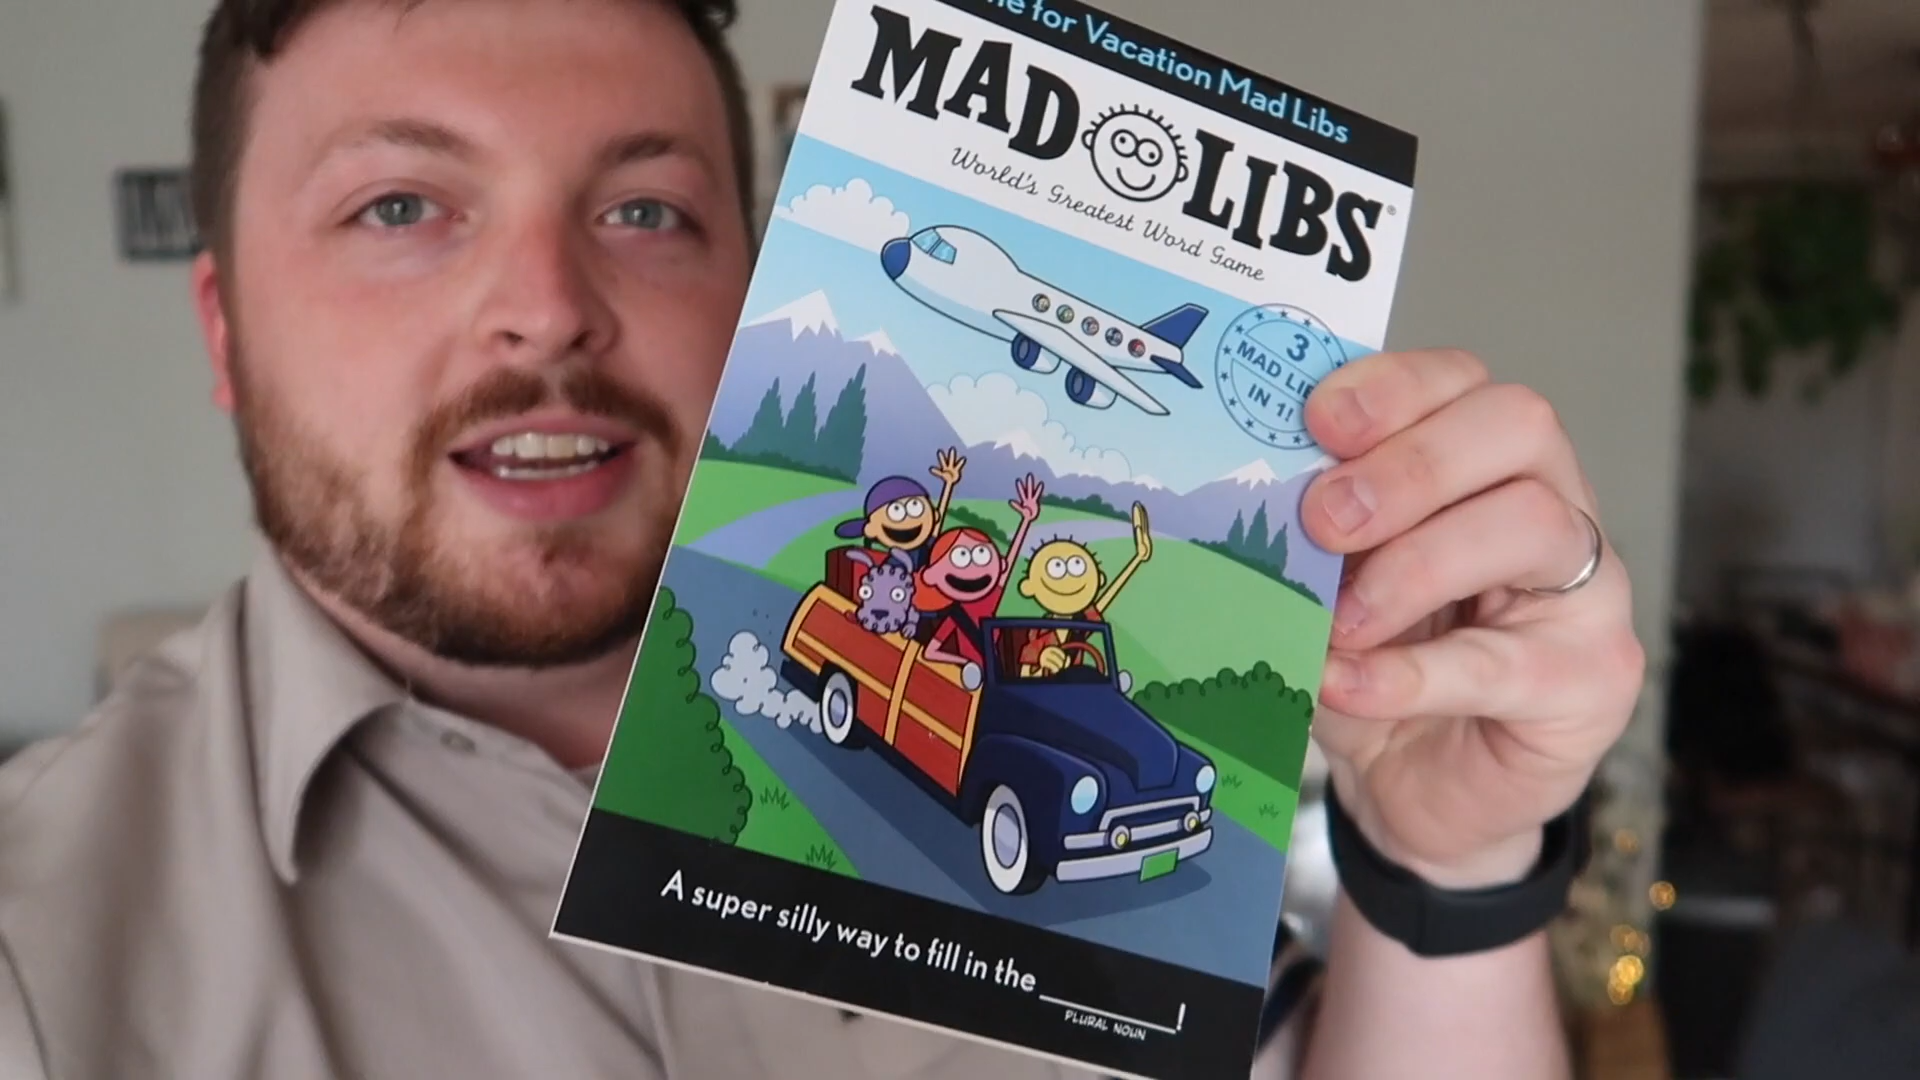 for Vacation Mad Libs
MAD LIBS®
World's Greatest Word Game
3
MAD
IN 1!
A super silly way to fill in the ________!
PLURAL NOUN